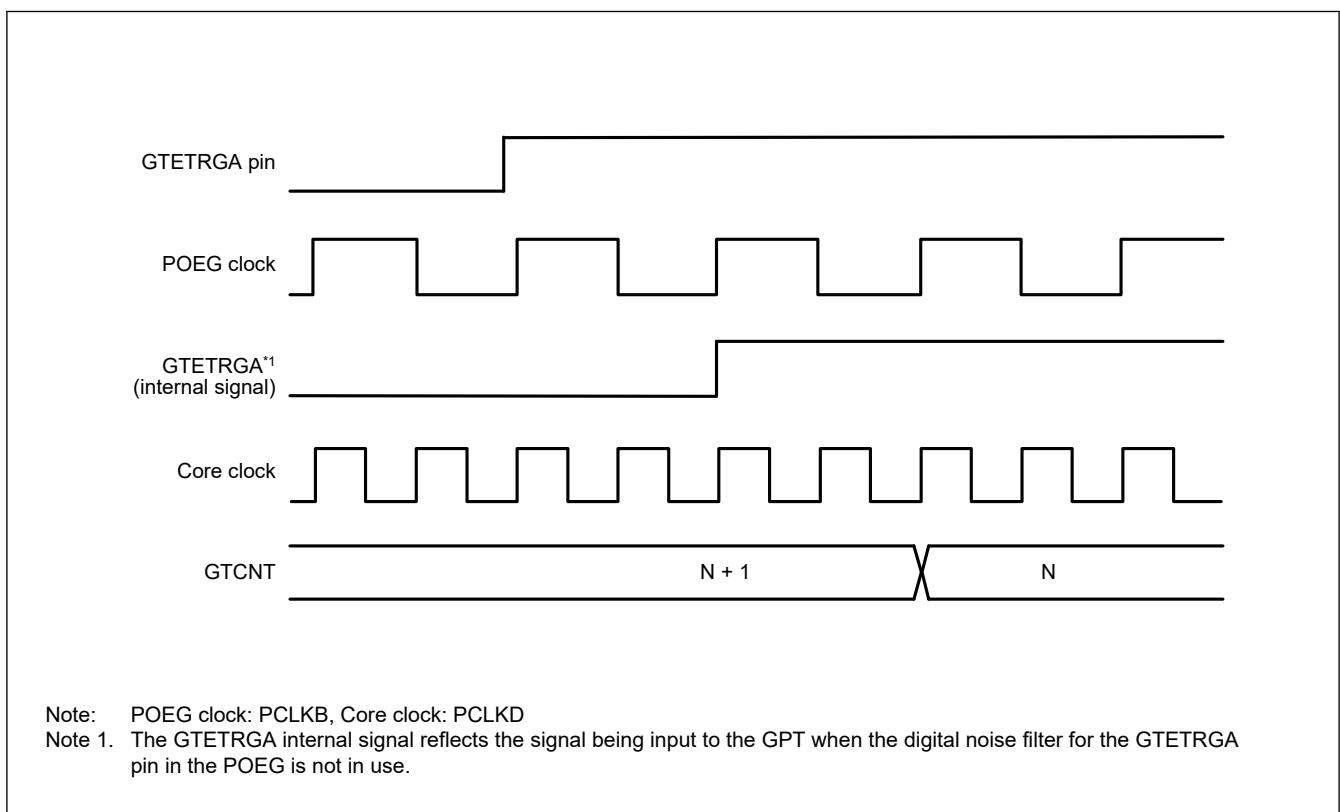 GTETRGA pin
POEG clock
GTETRGA*1
(internal signal)
Core clock
GTCNT
N + 1
N
Note: POEG clock: PCLKB, Core clock: PCLKD
Note 1. The GTETRGA internal signal reflects the signal being input to the GPT when the digital noise filter for the GTETRGA
pin in the POEG is not in use.